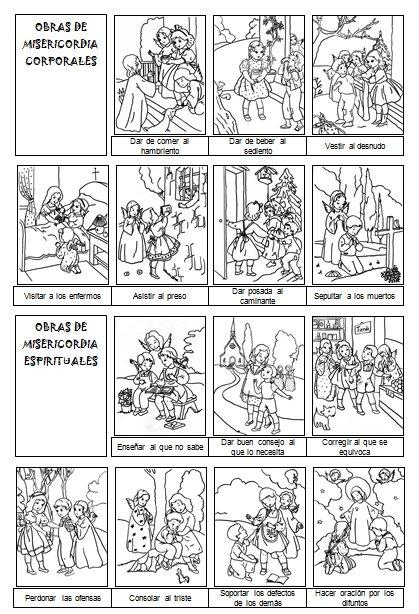 OBRAS DE
MISERICORDIA
CORPORALES
Dar de comer al
hambriento
Dar de beber al
sediento
Vestir al desnudo
Visitar a los enfermos
Asistir al preso
Dar posada al
caminante
Sepultar a los muertos
OBRAS DE
MISERICORDIA
ESPIRITUALES
Tienda
Enseñar al que no sabe
Dar buen consejo al
que lo necesita
Corregir al que se
equivoca
Perdonar las ofensas
Consolar al triste
Soportar los defectos
de los demás
Hacer oración por los
difuntos